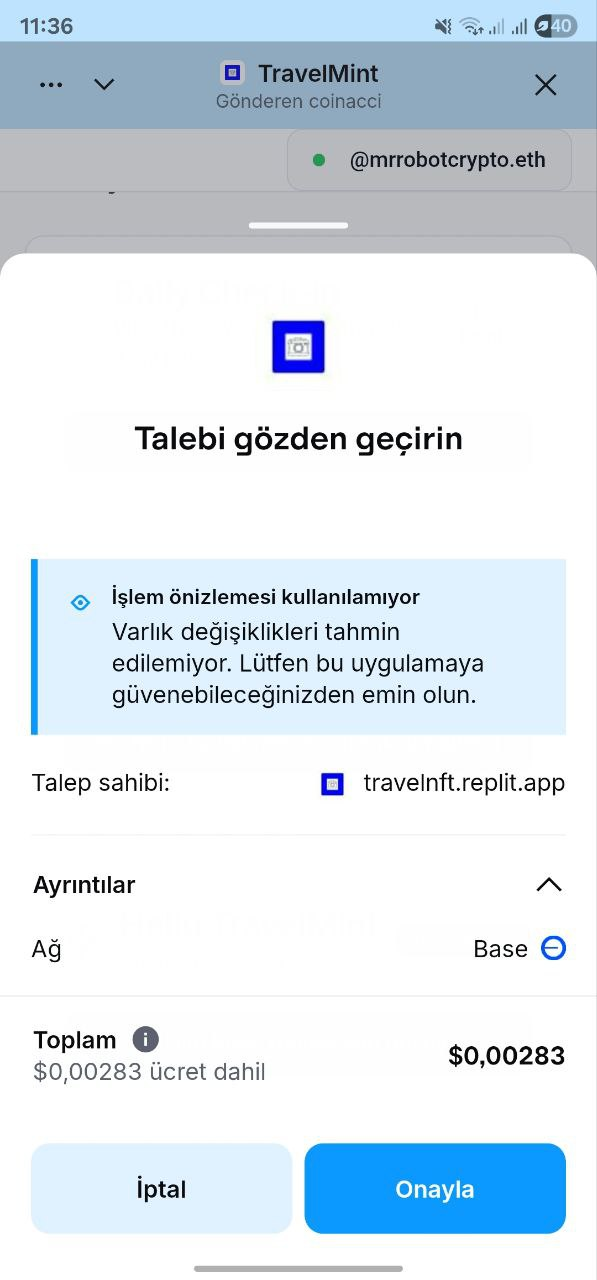 11:36
40
TravelMint
Gönderen coinacci
@mrrobotcrypto.eth
Talebi gözden geçirin
İşlem önizlemesi kullanılamıyor
Varlık değişiklikleri tahmin
edilemiyor. Lütfen bu uygulamaya
güvenebileceğinizden emin olun.
Talep sahibi: travelnft.replit.app
Ayrıntılar
Ağ Base
Toplam $0,00283
$0,00283 ücret dahil
İptal Onayla